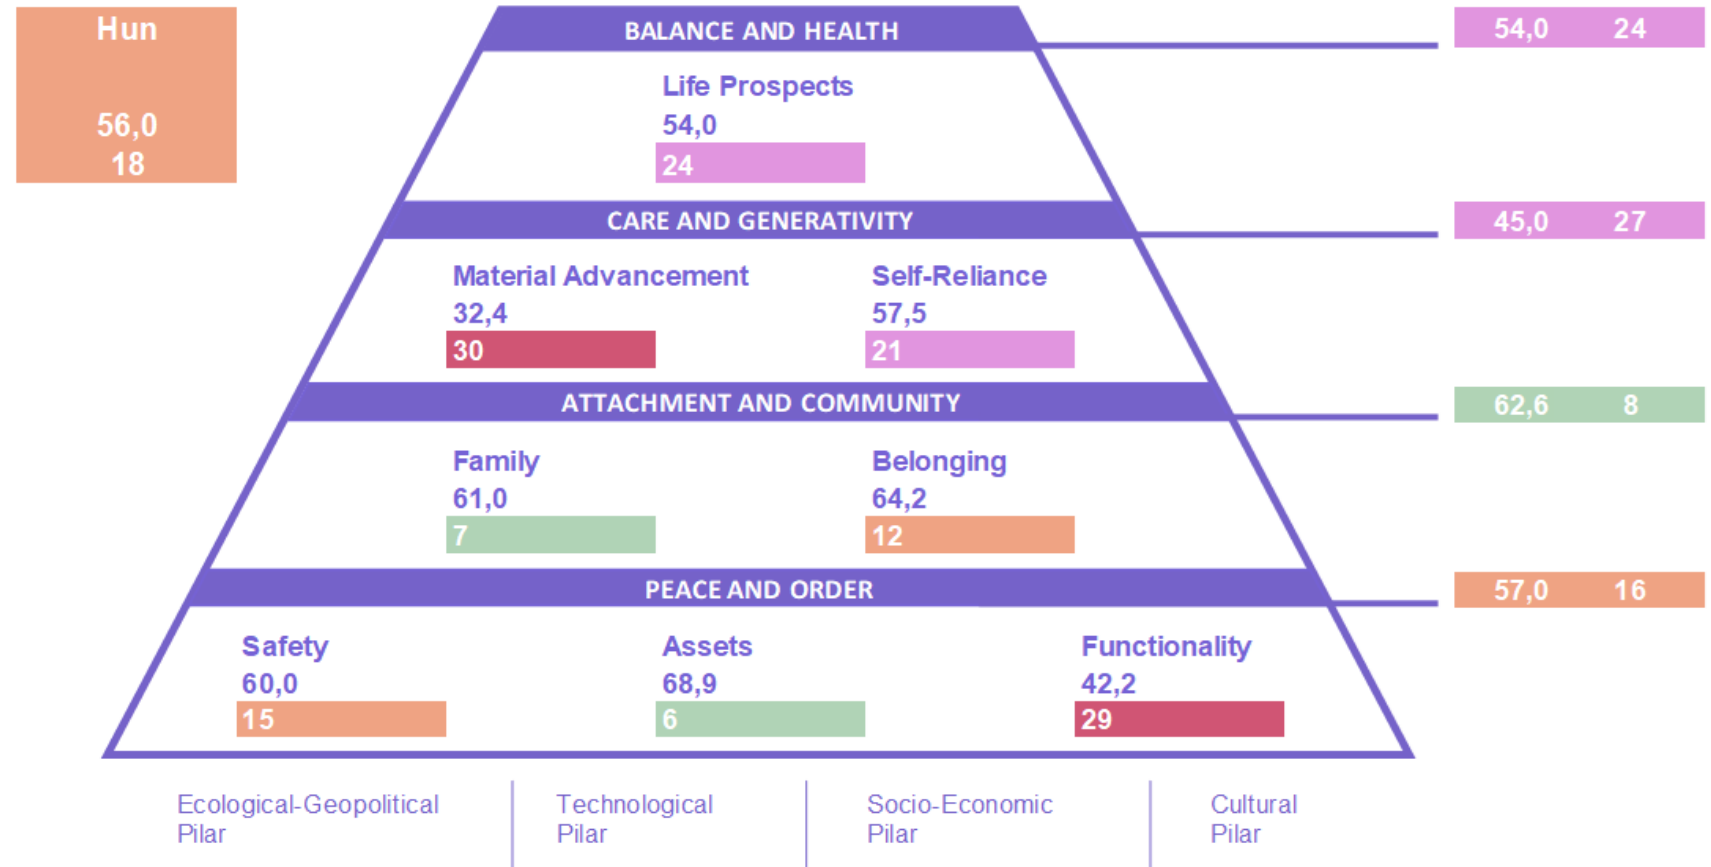 Hun
56,0
18
BALANCE AND HEALTH
54,0 24
Life Prospects
54,0
24
CARE AND GENERATIVITY
45,0 27
Material Advancement
32,4
30
Self-Reliance
57,5
21
ATTACHMENT AND COMMUNITY
62,6 8
Family
61,0
7
Belonging
64,2
12
PEACE AND ORDER
57,0 16
Safety
60,0
15
Assets
68,9
6
Functionality
42,2
29
Ecological-Geopolitical
Pilar
Technological
Pilar
Socio-Economic
Pilar
Cultural
Pilar